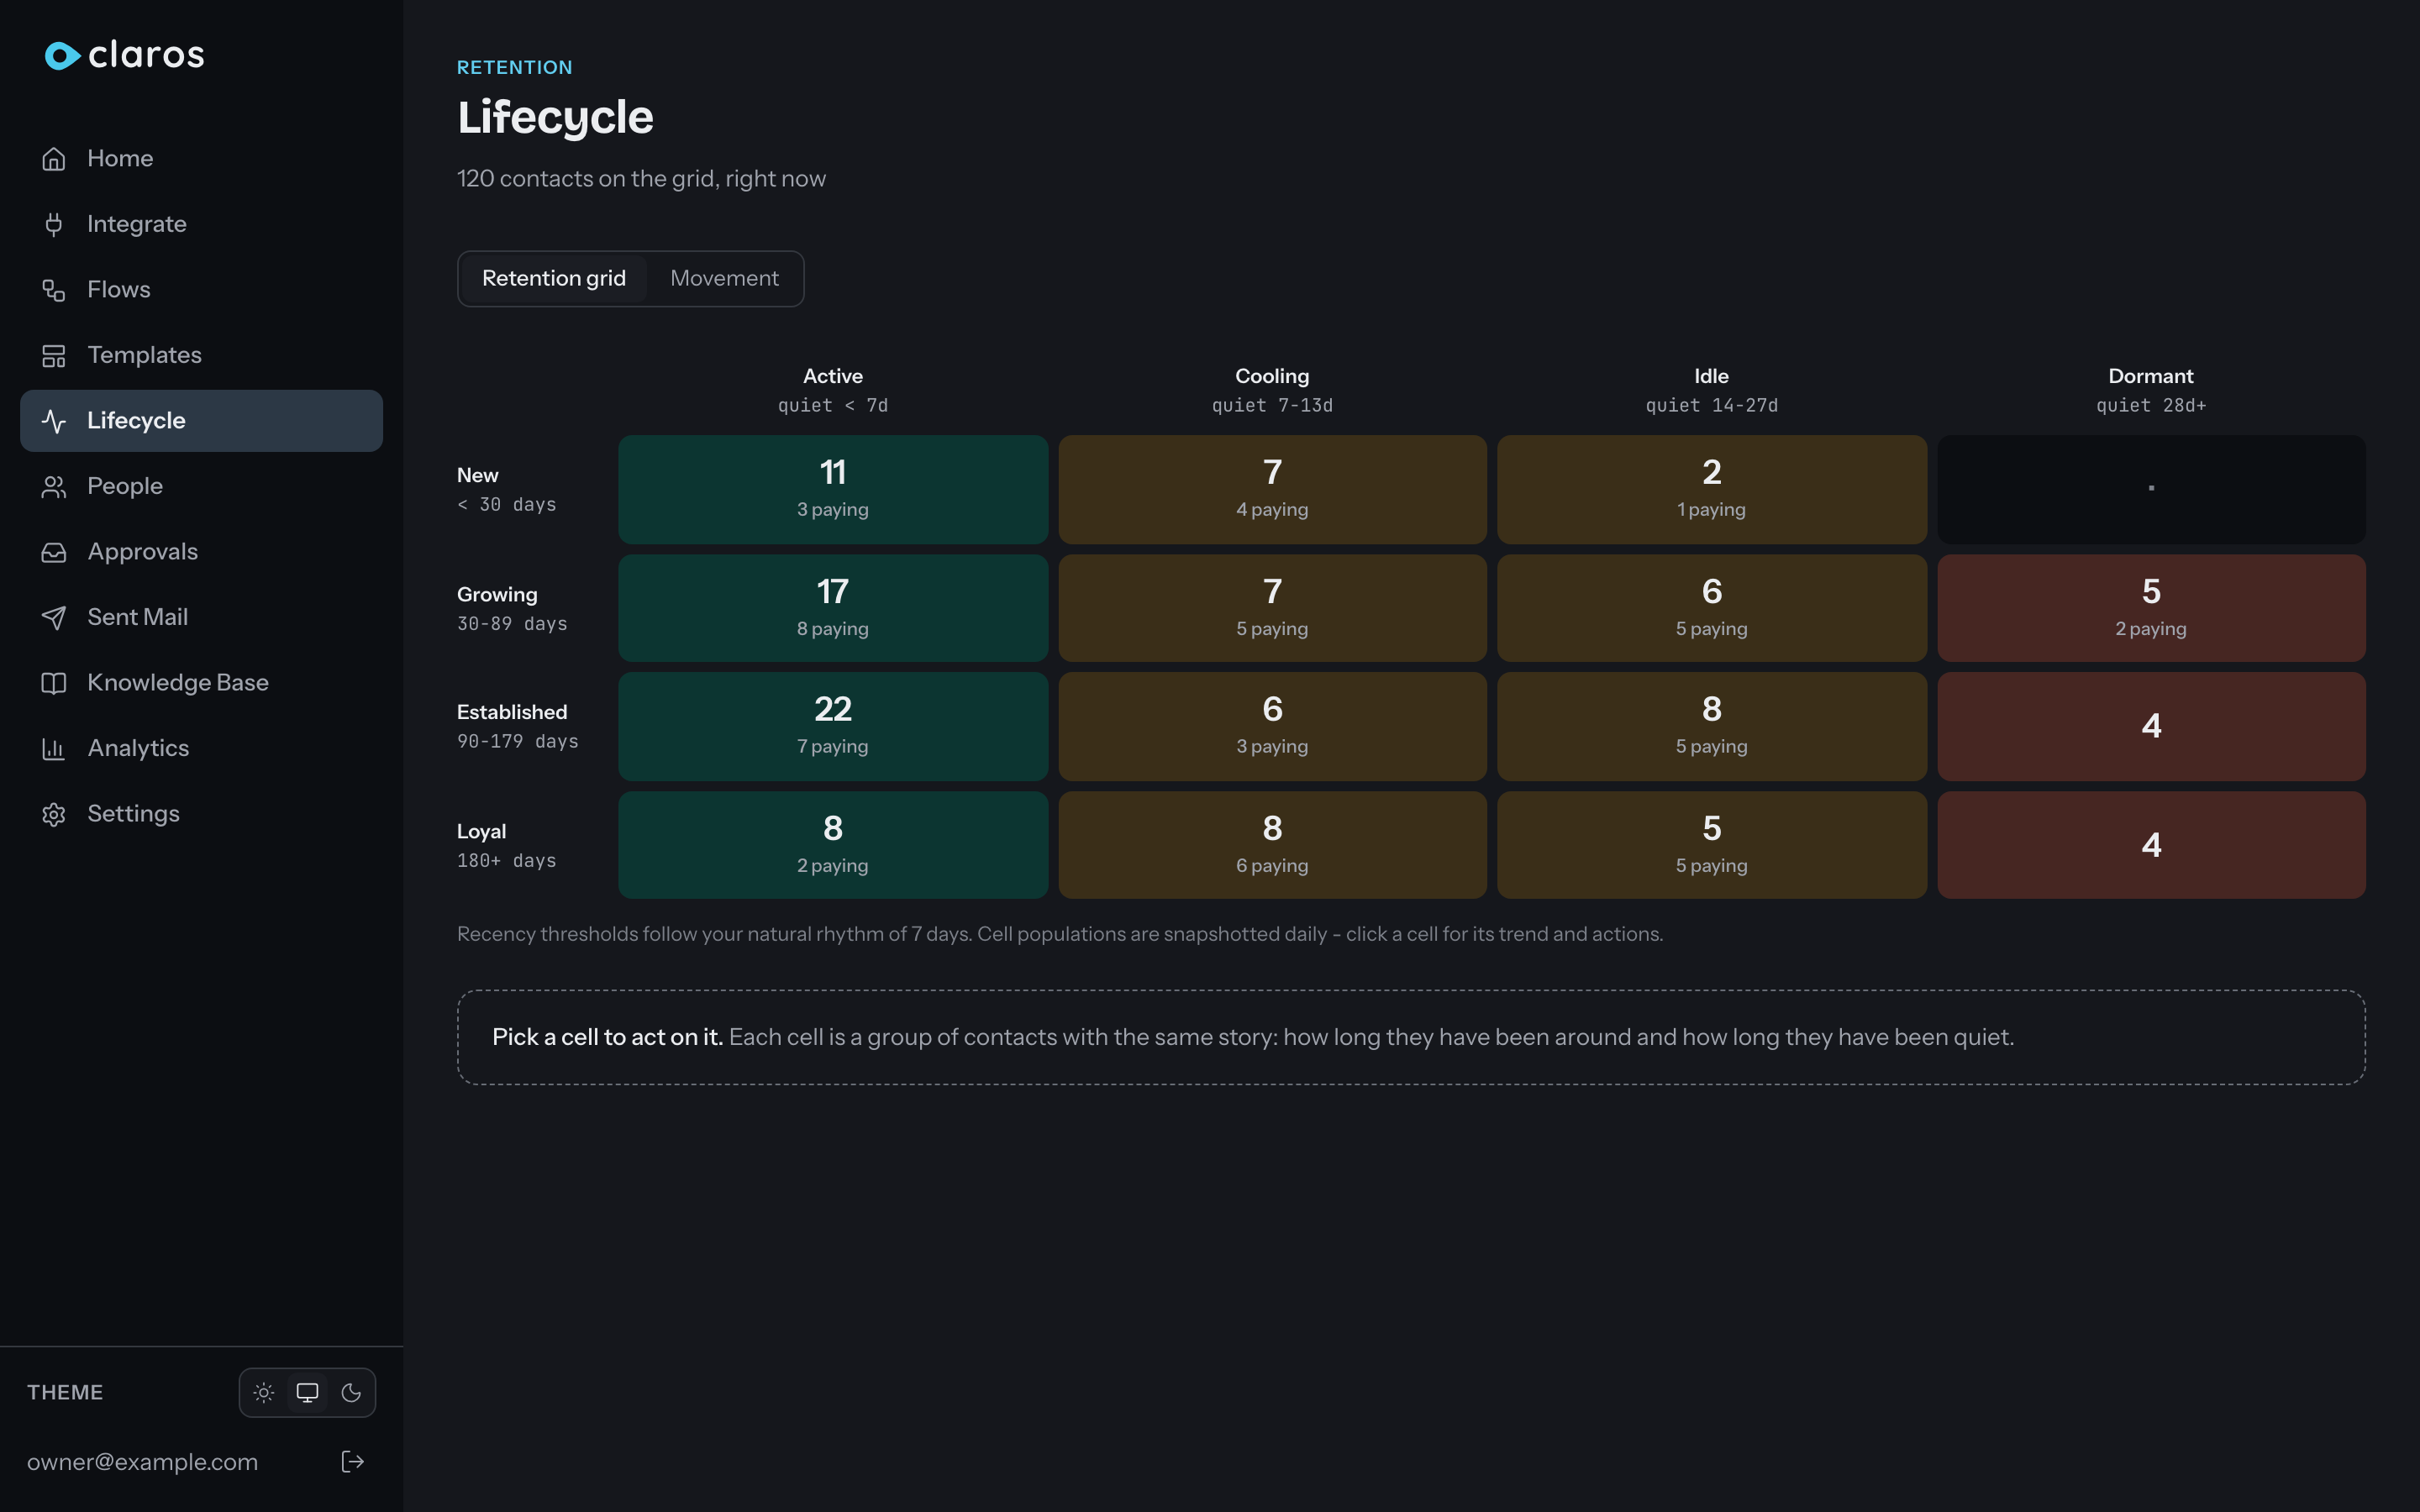 claros
Home
Integrate
Flows
Templates
Lifecycle
People
Approvals
Sent Mail
Knowledge Base
Analytics
Settings
THEME
owner@example.com
RETENTION
Lifecycle
120 contacts on the grid, right now
Retention grid Movement
Active Cooling Idle Dormant
quiet < 7d quiet 7-13d quiet 14-27d quiet 28d+
New
< 30 days
11
3 paying
7
4 paying
2
1 paying
.
Growing
30-89 days
17
8 paying
7
5 paying
6
5 paying
5
2 paying
Established
90-179 days
22
7 paying
6
3 paying
8
5 paying
4
Loyal
180+ days
8
2 paying
8
6 paying
5
5 paying
4
Recency thresholds follow your natural rhythm of 7 days. Cell populations are snapshotted daily - click a cell for its trend and actions.
Pick a cell to act on it. Each cell is a group of contacts with the same story: how long they have been around and how long they have been quiet.